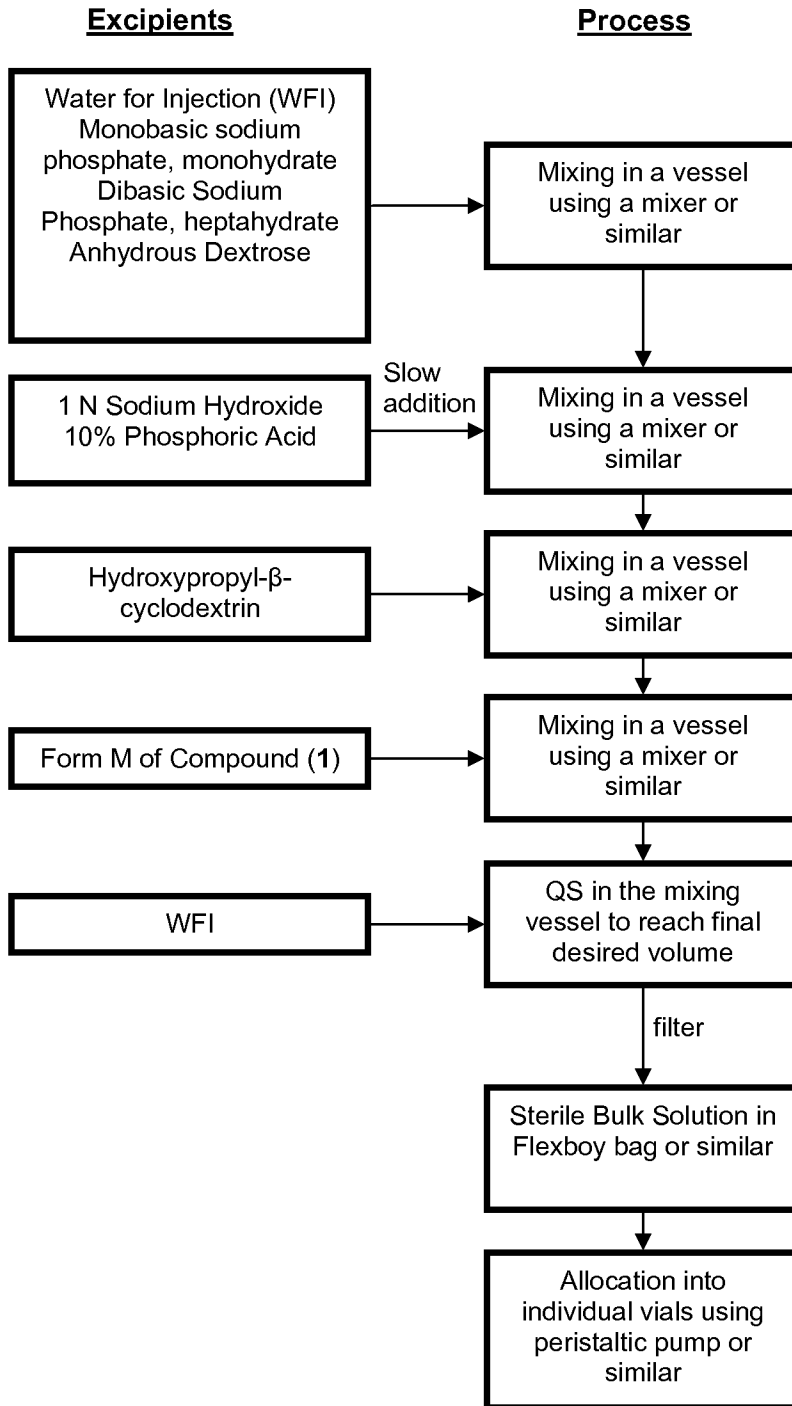 Excipients
Process
Water for Injection (WFI)
Monobasic sodium
phosphate, monohydrate
Dibasic Sodium
Phosphate, heptahydrate
Anhydrous Dextrose
Mixing in a vessel
using a mixer or
similar
1 N Sodium Hydroxide
10% Phosphoric Acid
Slow
addition
Mixing in a vessel
using a mixer or
similar
Hydroxypropyl-β-
cyclodextrin
Mixing in a vessel
using a mixer or
similar
Form M of Compound (1)
Mixing in a vessel
using a mixer or
similar
WFI
QS in the mixing
vessel to reach final
desired volume
filter
Sterile Bulk Solution in
Flexboy bag or similar
Allocation into
individual vials using
peristaltic pump or
similar